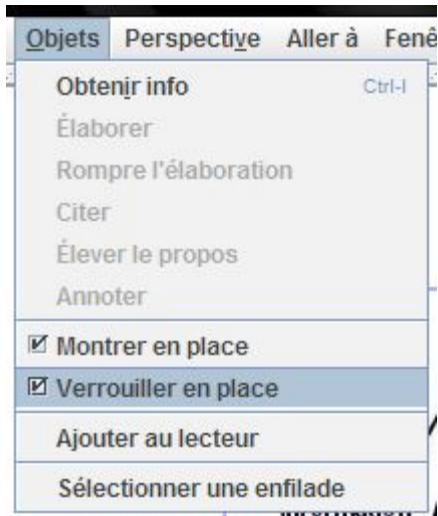 Objets Perspective Aller à Fenê
Obtenir info Ctrl-I
Élaborer
Rompre l'élaboration
Citer
Élever le propos
Annoter
Montrer en place
Verrouiller en place
Ajouter au lecteur
Sélectionner une enfilade